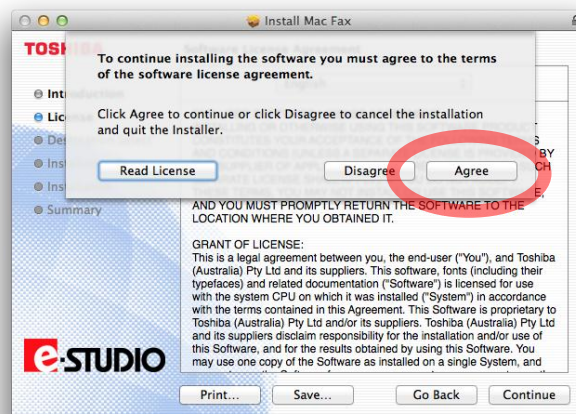 Install Mac Fax
TOSHIBA
Software License Agreement
English
To continue installing the software you must agree to the terms
of the software license agreement.
Click Agree to continue or click Disagree to cancel the installation
and quit the Installer.
Read License
Disagree
Agree
Introduction
License
Summary
AND YOU MUST PROMPTLY RETURN THE SOFTWARE TO THE
LOCATION WHERE YOU OBTAINED IT.
GRANT OF LICENSE:
This is a legal agreement between you, the end-user ("You"), and Toshiba
(Australia) Pty Ltd and its suppliers. This software, fonts (including their
typefaces) and related documentation ("Software") is licensed for use
with the system CPU on which it was installed ("System") in accordance
with the terms contained in this Agreement. This Software is proprietary to
Toshiba (Australia) Pty Ltd and/or its suppliers. Toshiba (Australia) Pty Ltd
and its suppliers disclaim responsibility for the installation and/or use of
this Software, and for the results obtained by using this Software. You
may use one copy of the Software as installed on a single System, and
e-STUDIO
Print...
Save...
Go Back
Continue